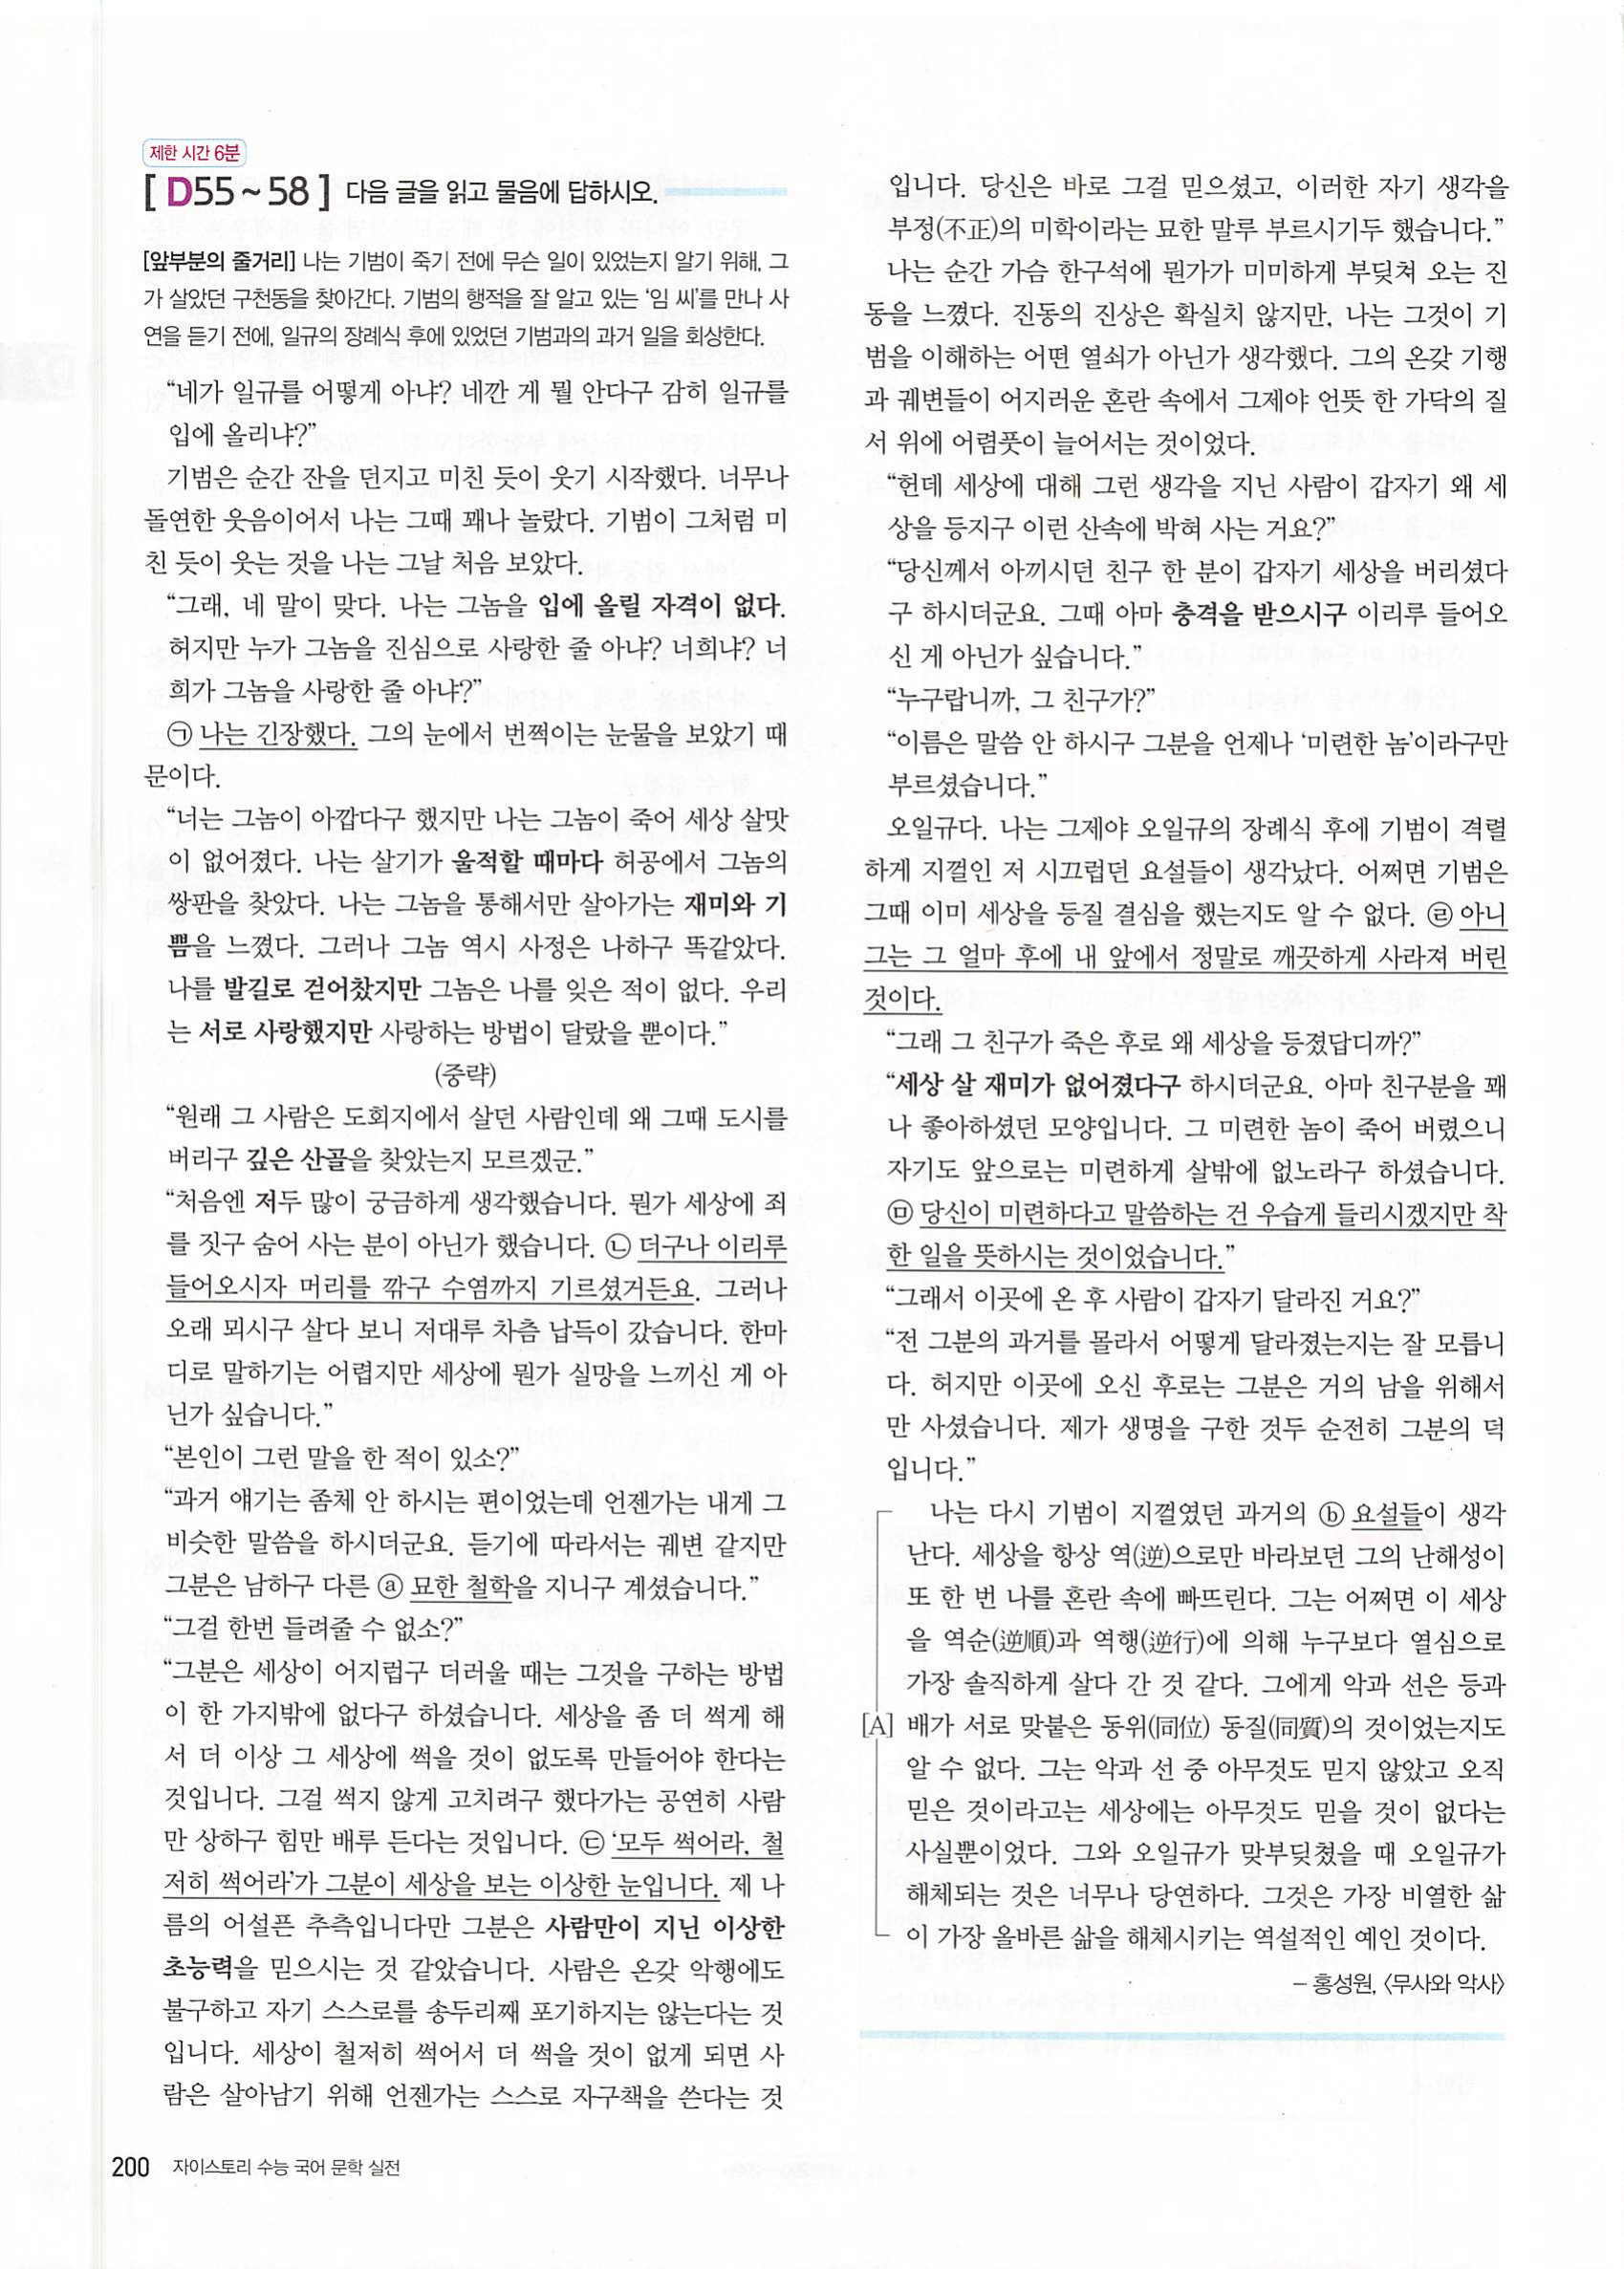 제한 시간 6분
[ D55 ~ 58 ] 다음 글을 읽고 물음에 답하시오.
[앞부분의 줄거리] 나는 기범이 죽기 전에 무슨 일이 있었는지 알기 위해, 그
가 살았던 구천동을 찾아간다. 기범의 행적을 잘 알고 있는 ‘임 씨’를 만나 사
연을 듣기 전에, 일규의 장례식 후에 있었던 기범과의 과거 일을 회상한다.
“네가 일규를 어떻게 아냐? 네깐 게 뭘 안다구 감히 일규를
입에 올리냐?”
기범은 순간 잔을 던지고 미친 듯이 웃기 시작했다. 너무나
돌연한 웃음이어서 나는 그때 꽤나 놀랐다. 기범이 그처럼 미
친 듯이 웃는 것을 나는 그날 처음 보았다.
“그래, 네 말이 맞다. 나는 그놈을 입에 올릴 자격이 없다.
허지만 누가 그놈을 진심으로 사랑한 줄 아냐? 너희냐? 너
희가 그놈을 사랑한 줄 아냐?”
㉠ 나는 긴장했다. 그의 눈에서 번쩍이는 눈물을 보았기 때
문이다.
“너는 그놈이 아깝다구 했지만 나는 그놈이 죽어 세상 살맛
이 없어졌다. 나는 살기가 울적할 때마다 허공에서 그놈의
쌍판을 찾았다. 나는 그놈을 통해서만 살아가는 재미와 기
쁨을 느꼈다. 그러나 그놈 역시 사정은 나하구 똑같았다.
나를 발길로 걷어찼지만 그놈은 나를 잊은 적이 없다. 우리
는 서로 사랑했지만 사랑하는 방법이 달랐을 뿐이다.”
(중략)
“원래 그 사람은 도회지에서 살던 사람인데 왜 그때 도시를
버리구 깊은 산골을 찾았는지 모르겠군.”
“처음엔 저두 많이 궁금하게 생각했습니다. 뭔가 세상에 죄
를 짓구 숨어 사는 분이 아닌가 했습니다. ㉡ 더구나 이리루
들어오시자 머리를 깎구 수염까지 기르셨거든요. 그러나
오래 뫼시구 살다 보니 저대루 차츰 납득이 갔습니다. 한마
디로 말하기는 어렵지만 세상에 뭔가 실망을 느끼신 게 아
닌가 싶습니다.”
“본인이 그런 말을 한 적이 있소?”
“과거 얘기는 좀체 안 하시는 편이었는데 언젠가는 내게 그
비슷한 말씀을 하시더군요. 듣기에 따라서는 궤변 같지만
그분은 남하구 다른 ⓐ 묘한 철학을 지니구 계셨습니다.”
“그걸 한번 들려줄 수 없소?”
“그분은 세상이 어지럽구 더러울 때는 그것을 구하는 방법
이 한 가지밖에 없다구 하셨습니다. 세상을 좀 더 썩게 해
서 더 이상 그 세상에 썩을 것이 없도록 만들어야 한다는
것입니다. 그걸 썩지 않게 고치려구 했다가는 공연히 사람
만 상하구 힘만 배루 든다는 것입니다. ㉢ ‘모두 썩어라, 철
저히 썩어라’가 그분이 세상을 보는 이상한 눈입니다. 제 나
름의 어설픈 추측입니다만 그분은 사람만이 지닌 이상한
초능력을 믿으시는 것 같았습니다. 사람은 온갖 악행에도
불구하고 자기 스스로를 송두리째 포기하지는 않는다는 것
입니다. 세상이 철저히 썩어서 더 썩을 것이 없게 되면 사
람은 살아남기 위해 언젠가는 스스로 자구책을 쓴다는 것
입니다. 당신은 바로 그걸 믿으셨고, 이러한 자기 생각을
부정(不正)의 미학이라는 묘한 말루 부르시기두 했습니다.”
나는 순간 가슴 한구석에 뭔가가 미미하게 부딪쳐 오는 진
동을 느꼈다. 진동의 진상은 확실치 않지만, 나는 그것이 기
범을 이해하는 어떤 열쇠가 아닌가 생각했다. 그의 온갖 기행
과 궤변들이 어지러운 혼란 속에서 그제야 언뜻 한 가닥의 질
서 위에 어렴풋이 늘어서는 것이었다.
“헌데 세상에 대해 그런 생각을 지닌 사람이 갑자기 왜 세
상을 등지구 이런 산속에 박혀 사는 거요?”
“당신께서 아끼시던 친구 한 분이 갑자기 세상을 버리셨다
구 하시더군요. 그때 아마 충격을 받으시구 이리루 들어오
신 게 아닌가 싶습니다.”
“누구랍니까, 그 친구가?”
“이름은 말씀 안 하시구 그분을 언제나 ‘미련한 놈’이라구만
부르셨습니다.”
오일규다. 나는 그제야 오일규의 장례식 후에 기범이 격렬
하게 지껄인 저 시끄럽던 요설들이 생각났다. 어쩌면 기범은
그때 이미 세상을 등질 결심을 했는지도 알 수 없다. ㉣ 아니
그는 그 얼마 후에 내 앞에서 정말로 깨끗하게 사라져 버린
것이다.
“그래 그 친구가 죽은 후로 왜 세상을 등졌답디까?”
“세상 살 재미가 없어졌다구 하시더군요. 아마 친구분을 꽤
나 좋아하셨던 모양입니다. 그 미련한 놈이 죽어 버렸으니
자기도 앞으로는 미련하게 살밖에 없노라구 하셨습니다.
㉤ 당신이 미련하다고 말씀하는 건 우습게 들리시겠지만 착
한 일을 뜻하시는 것이었습니다.”
“그래서 이곳에 온 후 사람이 갑자기 달라진 거요?”
“전 그분의 과거를 몰라서 어떻게 달라졌는지는 잘 모릅니
다. 허지만 이곳에 오신 후로는 그분은 거의 남을 위해서
만 사셨습니다. 제가 생명을 구한 것두 순전히 그분의 덕
입니다.”
나는 다시 기범이 지껄였던 과거의 ⓑ 요설들이 생각
난다. 세상을 항상 역(逆)으로만 바라보던 그의 난해성이
또 한 번 나를 혼란 속에 빠뜨린다. 그는 어쩌면 이 세상
을 역순(逆順)과 역행(逆行)에 의해 누구보다 열심으로
가장 솔직하게 살다 간 것 같다. 그에게 악과 선은 등과
[A] 배가 서로 맞붙은 동위(同位) 동질(同質)의 것이었는지도
알 수 없다. 그는 악과 선 중 아무것도 믿지 않았고 오직
믿은 것이라고는 세상에는 아무것도 믿을 것이 없다는
사실뿐이었다. 그와 오일규가 맞부딪쳤을 때 오일규가
해체되는 것은 너무나 당연하다. 그것은 가장 비열한 삶
이 가장 올바른 삶을 해체시키는 역설적인 예인 것이다.
– 홍성원, 〈무사와 악사〉
200 자이스토리 수능 국어 문학 실전